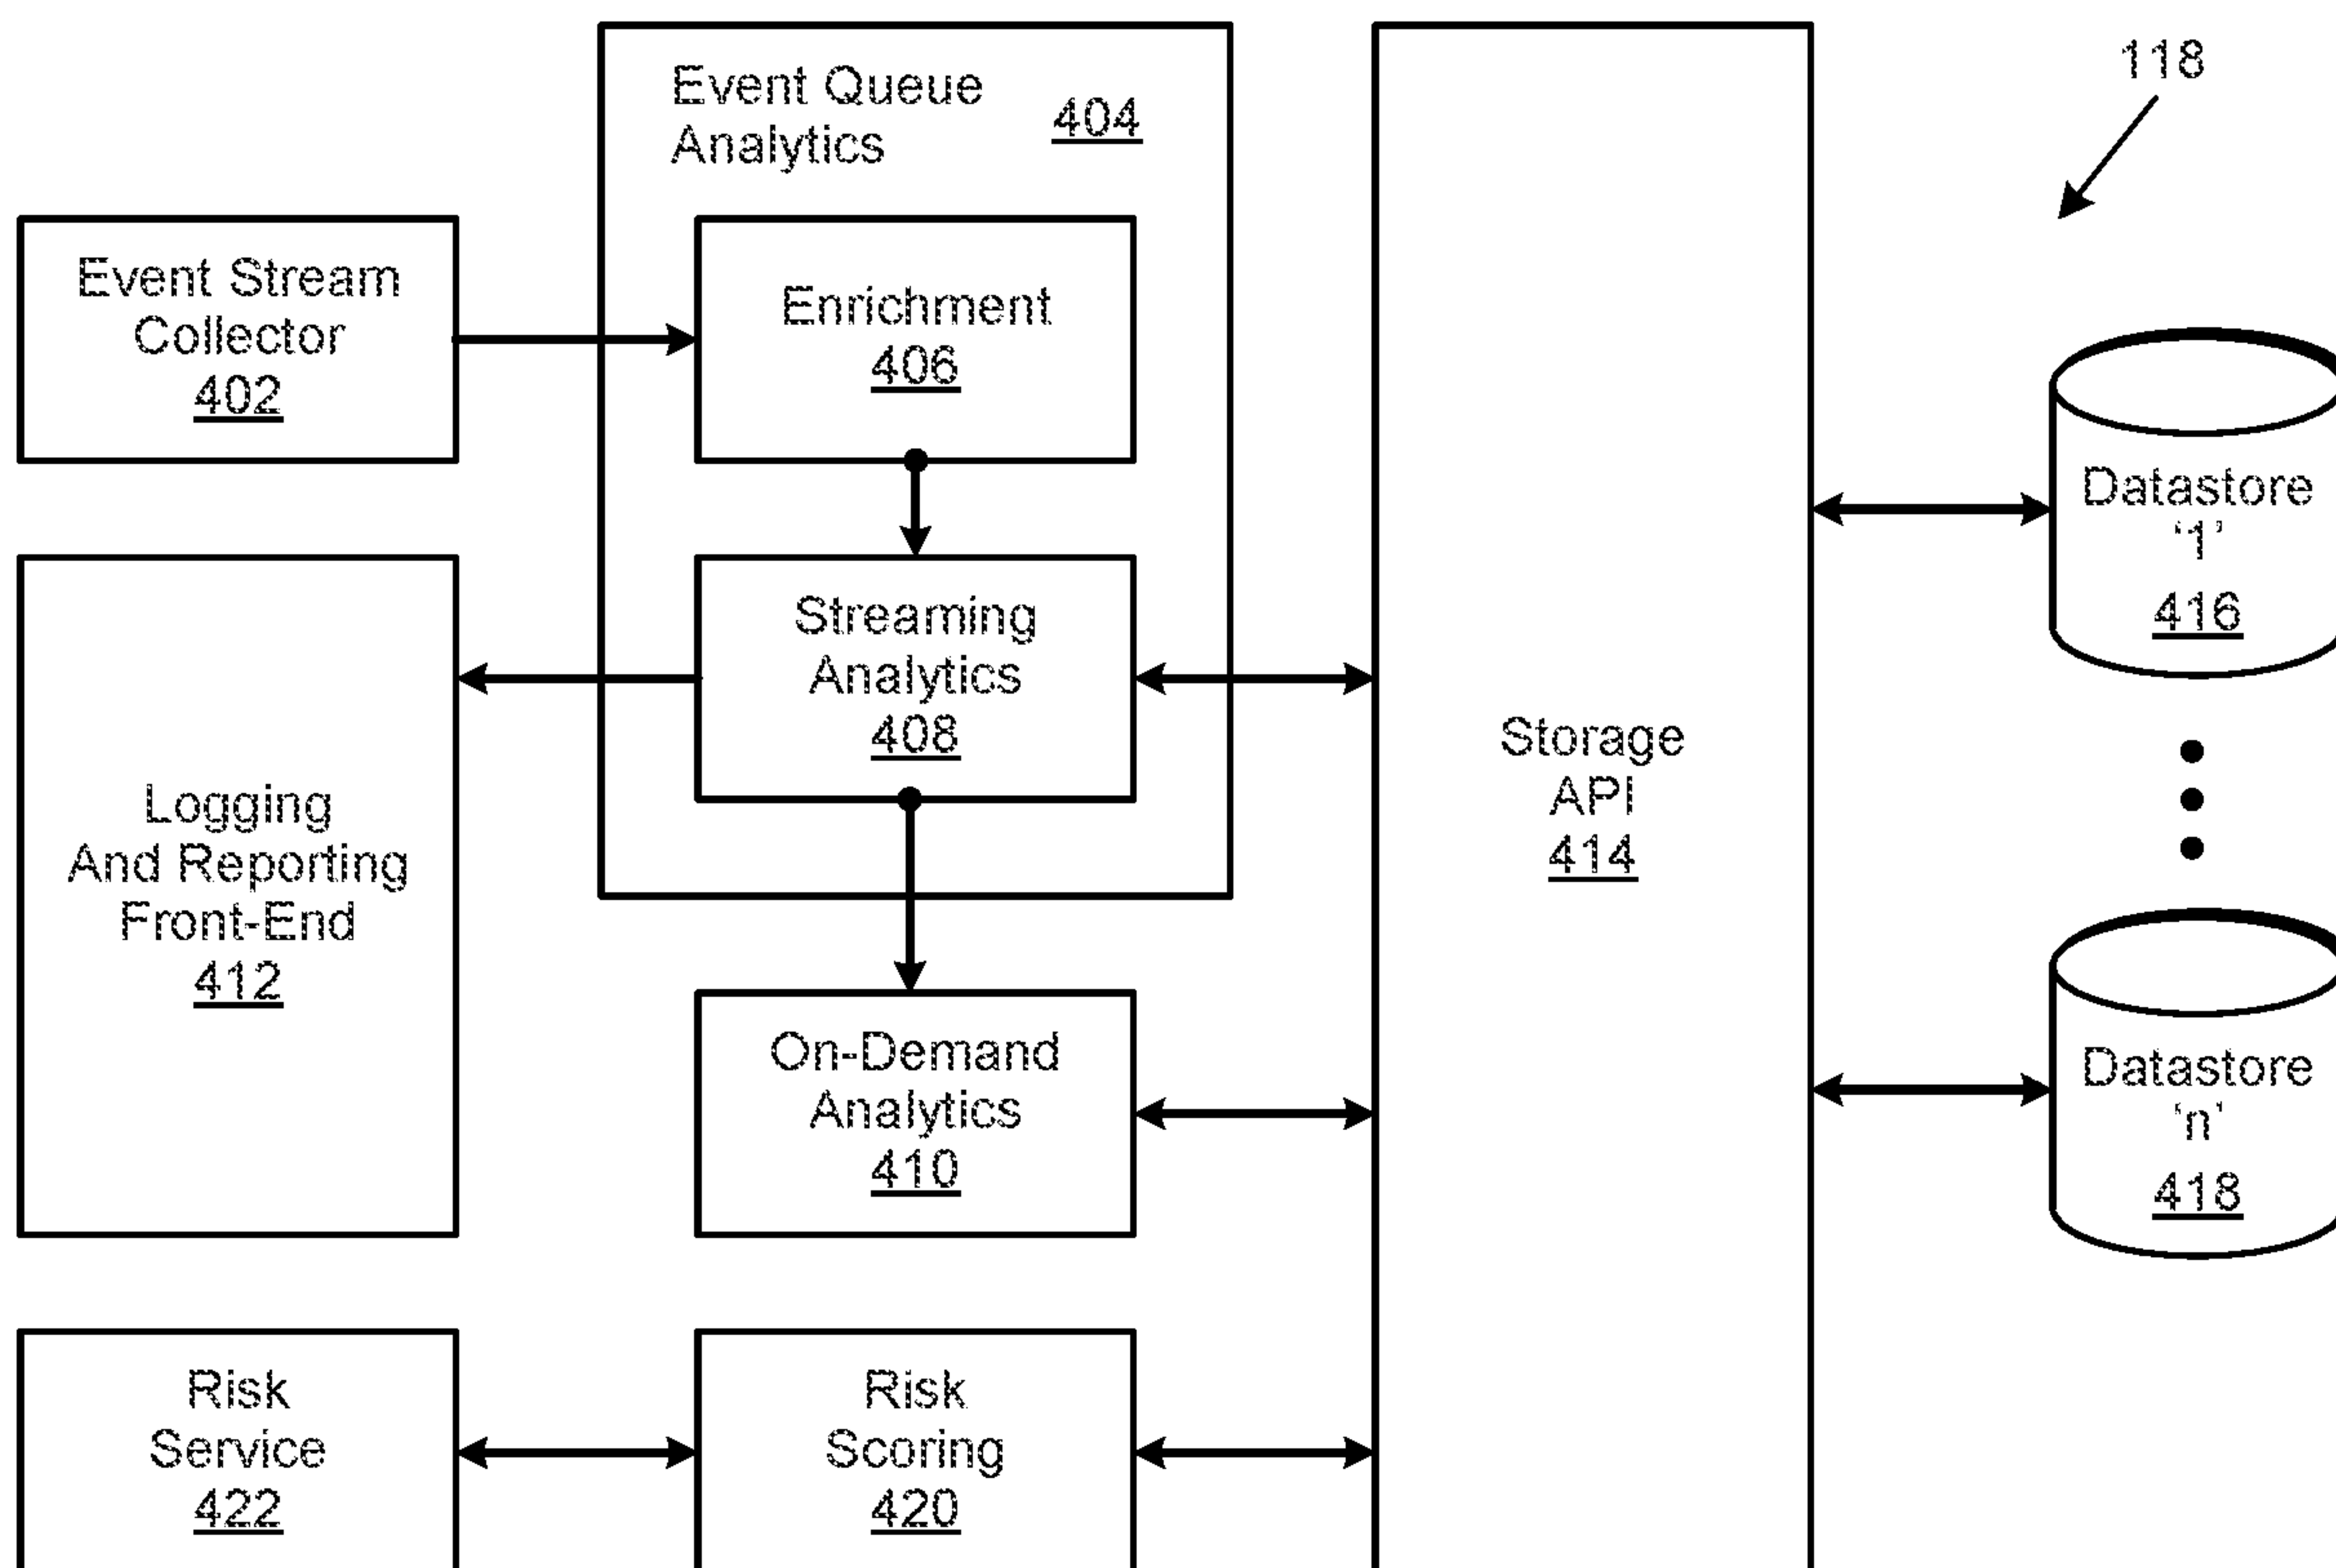 Event Queue
Analytics
404
118
Event Stream
Collector
402
Enrichment
406
Streaming
Analytics
408
Logging
And Reporting
Front-End
412
On-Demand
Analytics
410
Storage
API
414
Datastore
‘1’
416
Datastore
‘n’
418
Risk
Service
422
Risk
Scoring
420